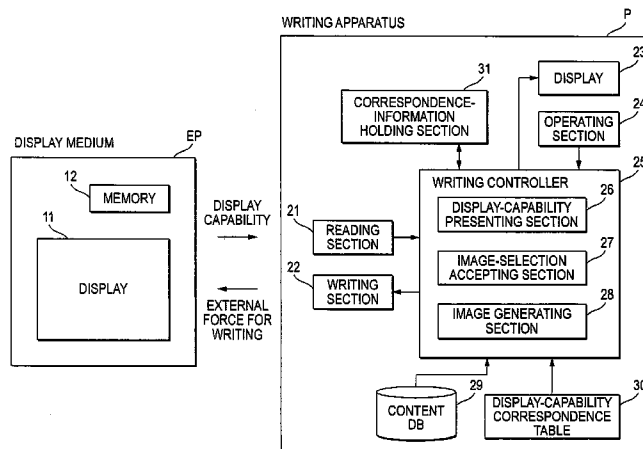 WRITING APPARATUS
P
23
DISPLAY
31
CORRESPONDENCE-
INFORMATION
HOLDING SECTION
24
OPERATING
SECTION
DISPLAY MEDIUM
EP
12
MEMORY
11
DISPLAY
DISPLAY
CAPABILITY
EXTERNAL
FORCE FOR
WRITING
21
READING
SECTION
22
WRITING
SECTION
25
WRITING CONTROLLER
26
DISPLAY-CAPABILITY
PRESENTING SECTION
27
IMAGE-SELECTION
ACCEPTING SECTION
28
IMAGE GENERATING
SECTION
29
CONTENT
DB
30
DISPLAY-CAPABILITY
CORRESPONDENCE
TABLE